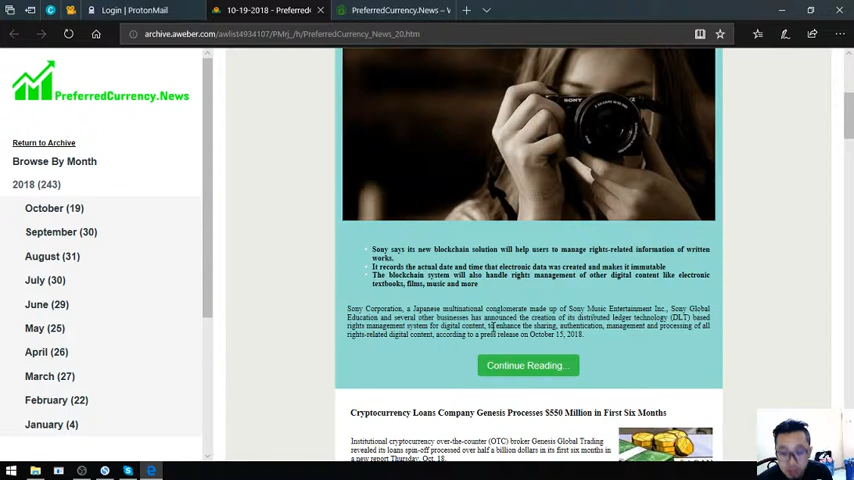 Login | ProtonMail
10-19-2018 - Preferred
PreferredCurrency.News – V
archive.aweber.com/awlist4934107/PMrj_/h/PreferredCurrency_News_20.htm
PreferredCurrency.News
Return to Archive
Browse By Month
2018 (243)
October (19)
September (30)
August (31)
July (30)
June (29)
May (25)
April (26)
March (27)
February (22)
January (4)
SONY
Sony says its new blockchain solution will help users to manage rights-related information of written
works.
It records the actual date and time that electronic data was created and makes it immutable
The blockchain system will also handle rights management of other digital content like electronic
textbooks, films, music and more
Sony Corporation, a Japanese multinational conglomerate made up of Sony Music Entertainment Inc., Sony Global
Education and several other businesses has announced the creation of its distributed ledger technology (DLT) based
rights management system for digital content, to enhance the sharing, authentication, management and processing of all
rights-related digital content, according to a press release on October 15, 2018.
Continue Reading...
Cryptocurrency Loans Company Genesis Processes $550 Million in First Six Months
Institutional cryptocurrency over-the-counter (OTC) broker Genesis Global Trading
revealed its loans spin-off processed over half a billion dollars in its first six months in
a new report Thursday, Oct. 18.